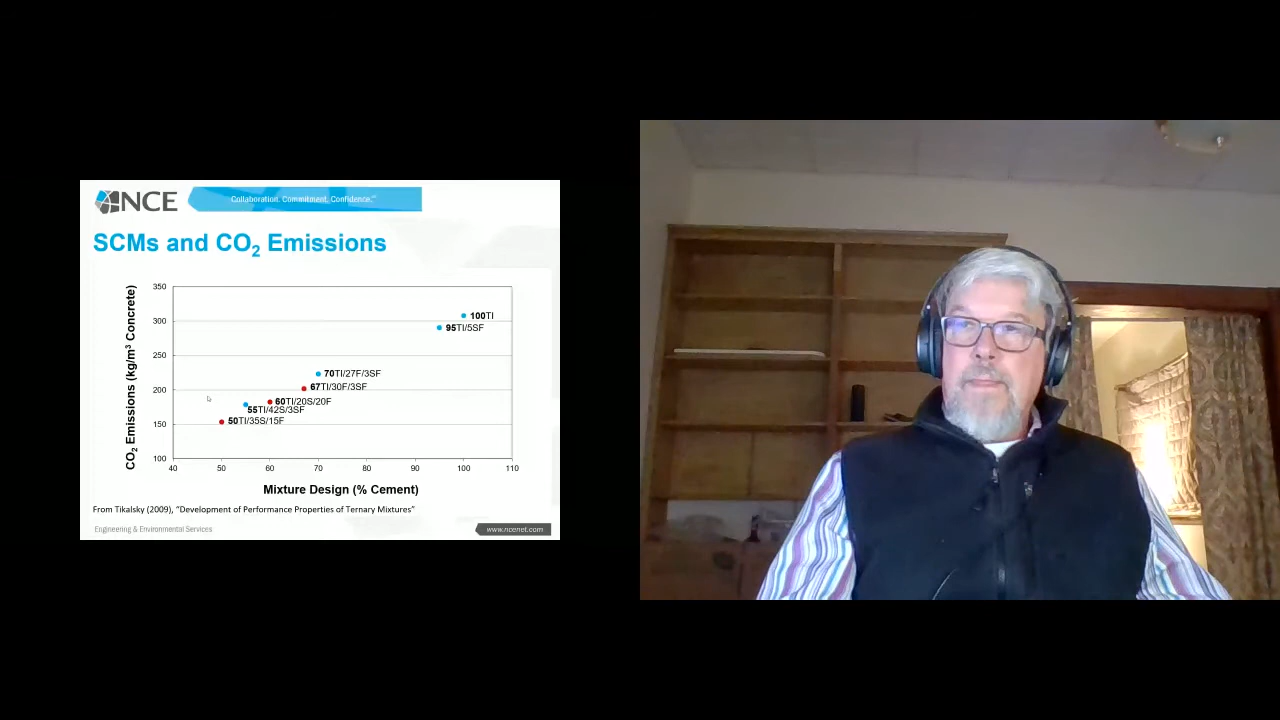 NCE
Collaboration. Commitment. Confidence.™
SCMs and CO2 Emissions
CO2 Emissions (kg/m3 Concrete)
350
300
250
200
150
100
100TI
95TI/5SF
70TI/27F/3SF
67TI/30F/3SF
60TI/20S/20F
55TI/42S/3SF
50TI/35S/15F
40 50 60 70 80 90 100 110
Mixture Design (% Cement)
From Tikalsky (2009), "Development of Performance Properties of Ternary Mixtures"
Engineering & Environmental Services
www.ncenet.com